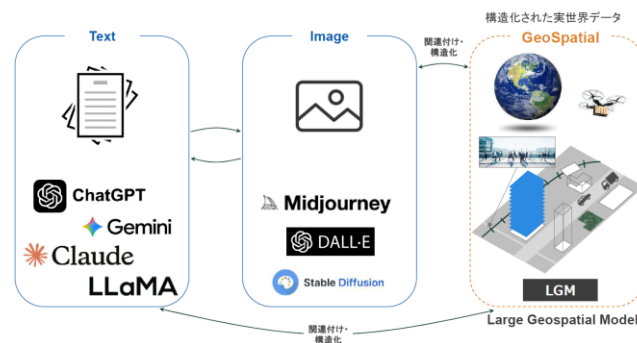 構造化された実世界データ
Text
Image
関連付け・
構造化
GeoSpatial
ChatGPT
Gemini
Claude
LLaMA
Midjourney
DALL·E
Stable Diffusion
LGM
Large Geospatial Model
関連付け・
構造化